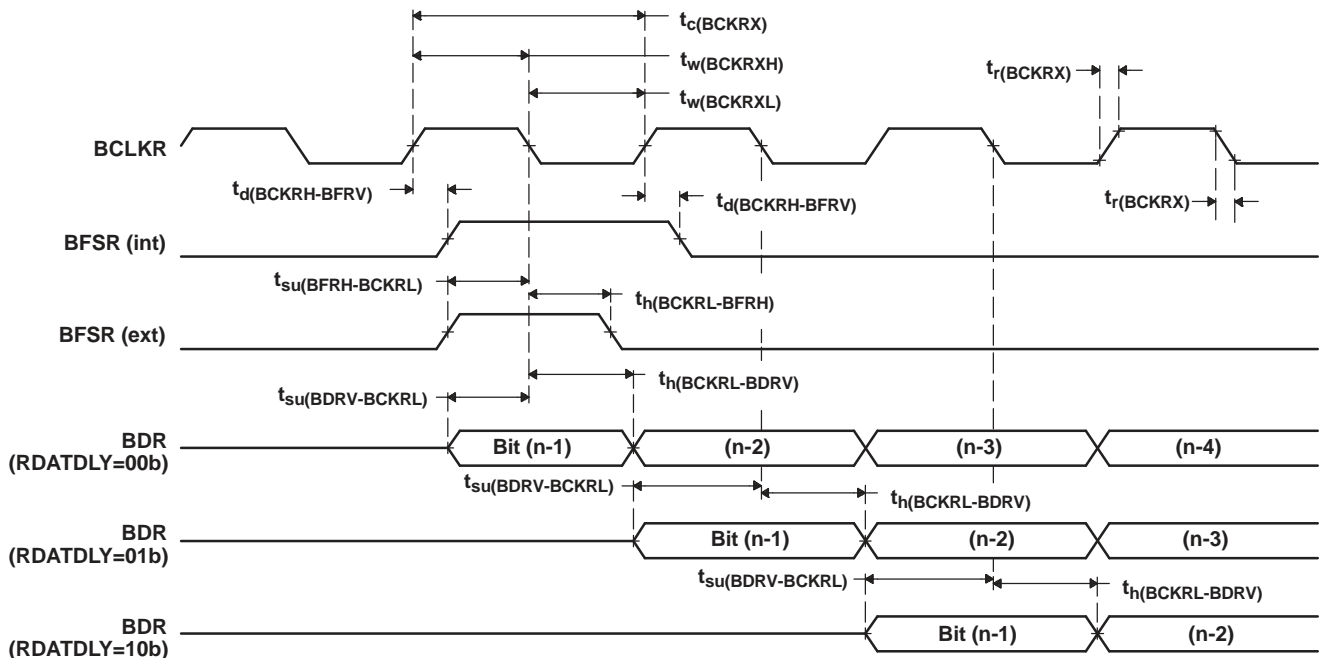 tc(BCKRX)
tw(BCKRXH)
tr(BCKRX)
tw(BCKRXL)
BCLKR
td(BCKRH-BFRV)
td(BCKRH-BFRV)
tr(BCKRX)
BFSR (int)
tsu(BFRH-BCKRL)
th(BCKRL-BFRH)
BFSR (ext)
th(BCKRL-BDRV)
tsu(BDRV-BCKRL)
BDR
(RDATDLY=00b)
Bit (n-1)
(n-2)
(n-3)
(n-4)
tsu(BDRV-BCKRL)
th(BCKRL-BDRV)
BDR
(RDATDLY=01b)
Bit (n-1)
(n-2)
(n-3)
tsu(BDRV-BCKRL)
th(BCKRL-BDRV)
BDR
(RDATDLY=10b)
Bit (n-1)
(n-2)